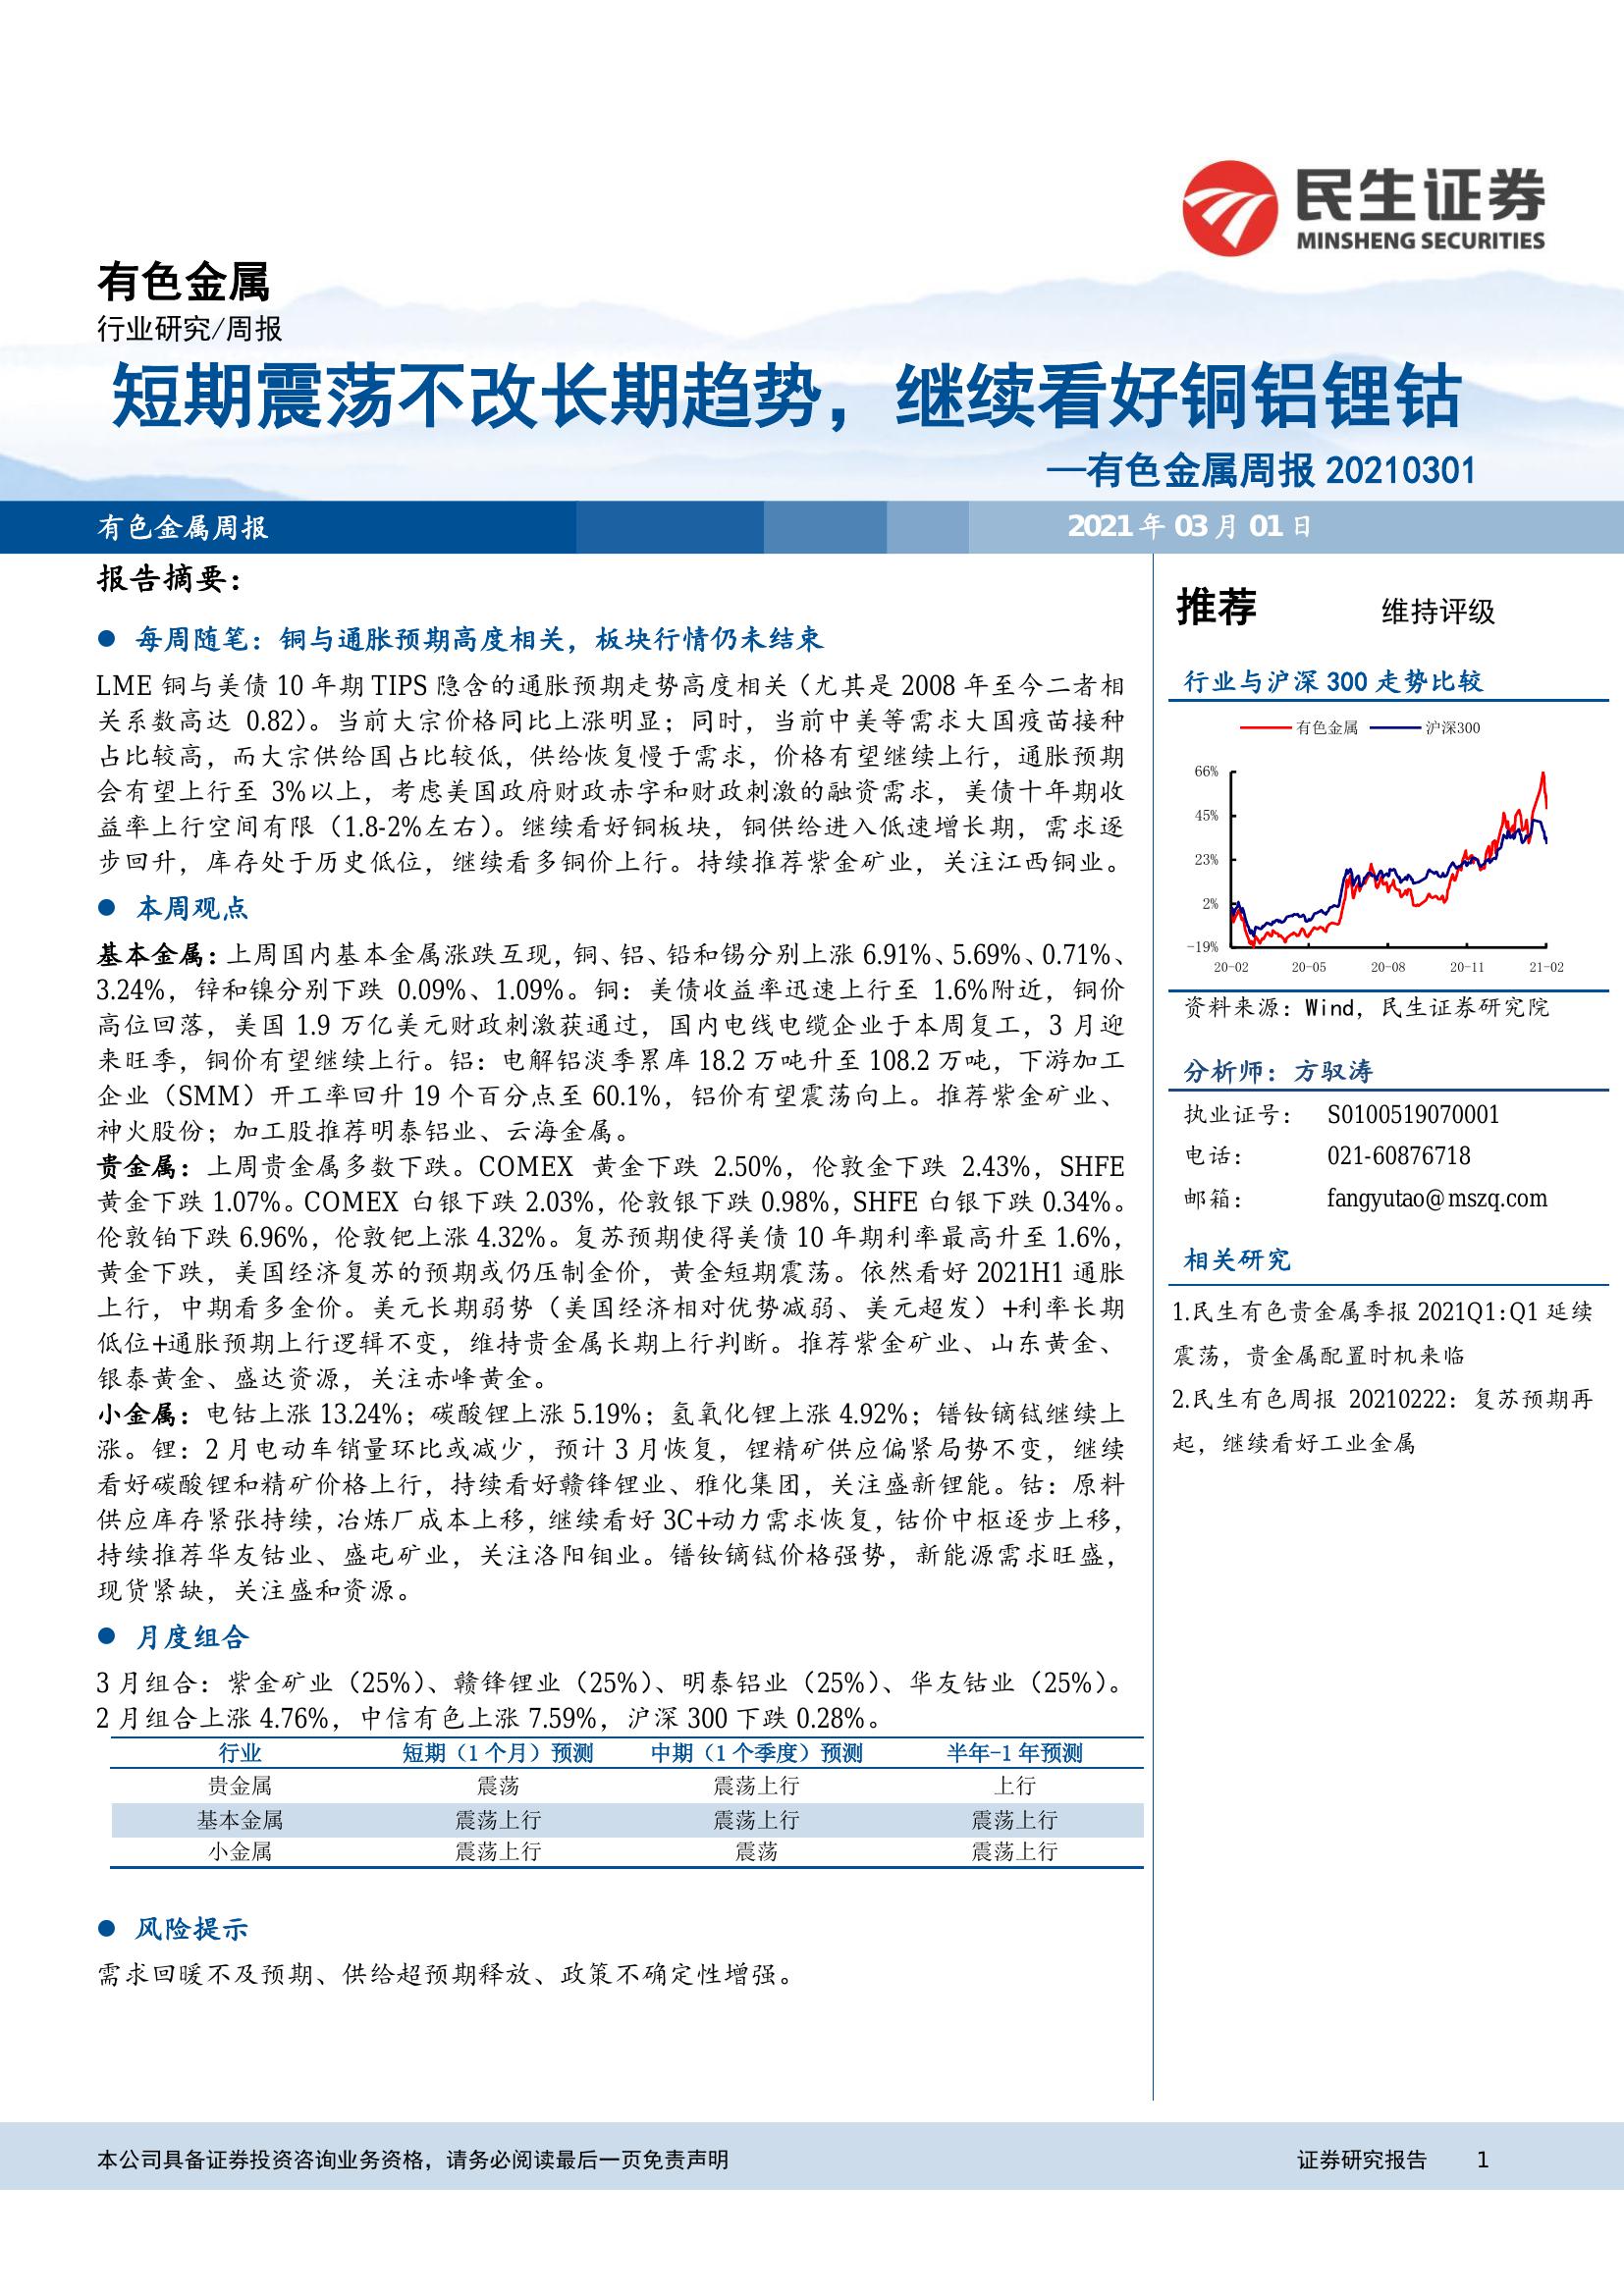 民生证券
MINSHENG SECURITIES
有色金属
行业研究/周报
短期震荡不改长期趋势，继续看好铜铝锂钴
—有色金属周报 20210301
有色金属周报
2021 年 03 月 01 日
报告摘要：
● 每周随笔：铜与通胀预期高度相关，板块行情仍未结束
LME 铜与美债 10 年期 TIPS 隐含的通胀预期走势高度相关（尤其是 2008 年至今二者相
关系数高达 0.82）。当前大宗价格同比上涨明显；同时，当前中美等需求大国疫苗接种
占比较高，而大宗供给国占比较低，供给恢复慢于需求，价格有望继续上行，通胀预期
会有望上行至 3%以上，考虑美国政府财政赤字和财政刺激的融资需求，美债十年期收
益率上行空间有限（1.8-2%左右）。继续看好铜板块，铜供给进入低速增长期，需求逐
步回升，库存处于历史低位，继续看多铜价上行。持续推荐紫金矿业，关注江西铜业。
● 本周观点
基本金属：上周国内基本金属涨跌互现，铜、铝、铅和锡分别上涨 6.91%、5.69%、0.71%、
3.24%，锌和镍分别下跌 0.09%、1.09%。铜：美债收益率迅速上行至 1.6%附近，铜价
高位回落，美国 1.9 万亿美元财政刺激获通过，国内电线电缆企业于本周复工，3 月迎
来旺季，铜价有望继续上行。铝：电解铝淡季累库 18.2 万吨升至 108.2 万吨，下游加工
企业（SMM）开工率回升 19 个百分点至 60.1%，铝价有望震荡向上。推荐紫金矿业、
神火股份；加工股推荐明泰铝业、云海金属。
贵金属：上周贵金属多数下跌。COMEX 黄金下跌 2.50%，伦敦金下跌 2.43%，SHFE
黄金下跌 1.07%。COMEX 白银下跌 2.03%，伦敦银下跌 0.98%，SHFE 白银下跌 0.34%。
伦敦铂下跌 6.96%，伦敦钯上涨 4.32%。复苏预期使得美债 10 年期利率最高升至 1.6%，
黄金下跌，美国经济复苏的预期或仍压制金价，黄金短期震荡。依然看好 2021H1 通胀
上行，中期看多金价。美元长期弱势（美国经济相对优势减弱、美元超发）+利率长期
低位+通胀预期上行逻辑不变，维持贵金属长期上行判断。推荐紫金矿业、山东黄金、
银泰黄金、盛达资源，关注赤峰黄金。
小金属：电钴上涨 13.24%；碳酸锂上涨 5.19%；氢氧化锂上涨 4.92%；镨钕镝铽继续上
涨。锂：2 月电动车销量环比或减少，预计 3 月恢复，锂精矿供应偏紧局势不变，继续
看好碳酸锂和精矿价格上行，持续看好赣锋锂业、雅化集团，关注盛新锂能。钴：原料
供应库存紧张持续，冶炼厂成本上移，继续看好 3C+动力需求恢复，钴价中枢逐步上移，
持续推荐华友钴业、盛屯矿业，关注洛阳钼业。镨钕镝铽价格强势，新能源需求旺盛，
现货紧缺，关注盛和资源。
● 月度组合
3 月组合：紫金矿业（25%）、赣锋锂业（25%）、明泰铝业（25%）、华友钴业（25%）。
2 月组合上涨 4.76%，中信有色上涨 7.59%，沪深 300 下跌 0.28%。
行业 短期（1 个月）预测 中期（1 个季度）预测 半年-1 年预测
贵金属 震荡 震荡上行 上行
基本金属 震荡上行 震荡上行 震荡上行
小金属 震荡上行 震荡 震荡上行
● 风险提示
需求回暖不及预期、供给超预期释放、政策不确定性增强。
推荐 维持评级
行业与沪深 300 走势比较
有色金属 沪深300
66%
45%
23%
2%
-19%
20-02 20-05 20-08 20-11 21-02
资料来源：Wind，民生证券研究院
分析师：方驭涛
执业证号： S0100519070001
电话： 021-60876718
邮箱： fangyutao@mszq.com
相关研究
1.民生有色贵金属季报 2021Q1:Q1 延续
震荡，贵金属配置时机来临
2.民生有色周报 20210222：复苏预期再
起，继续看好工业金属
本公司具备证券投资咨询业务资格，请务必阅读最后一页免责声明
证券研究报告 1